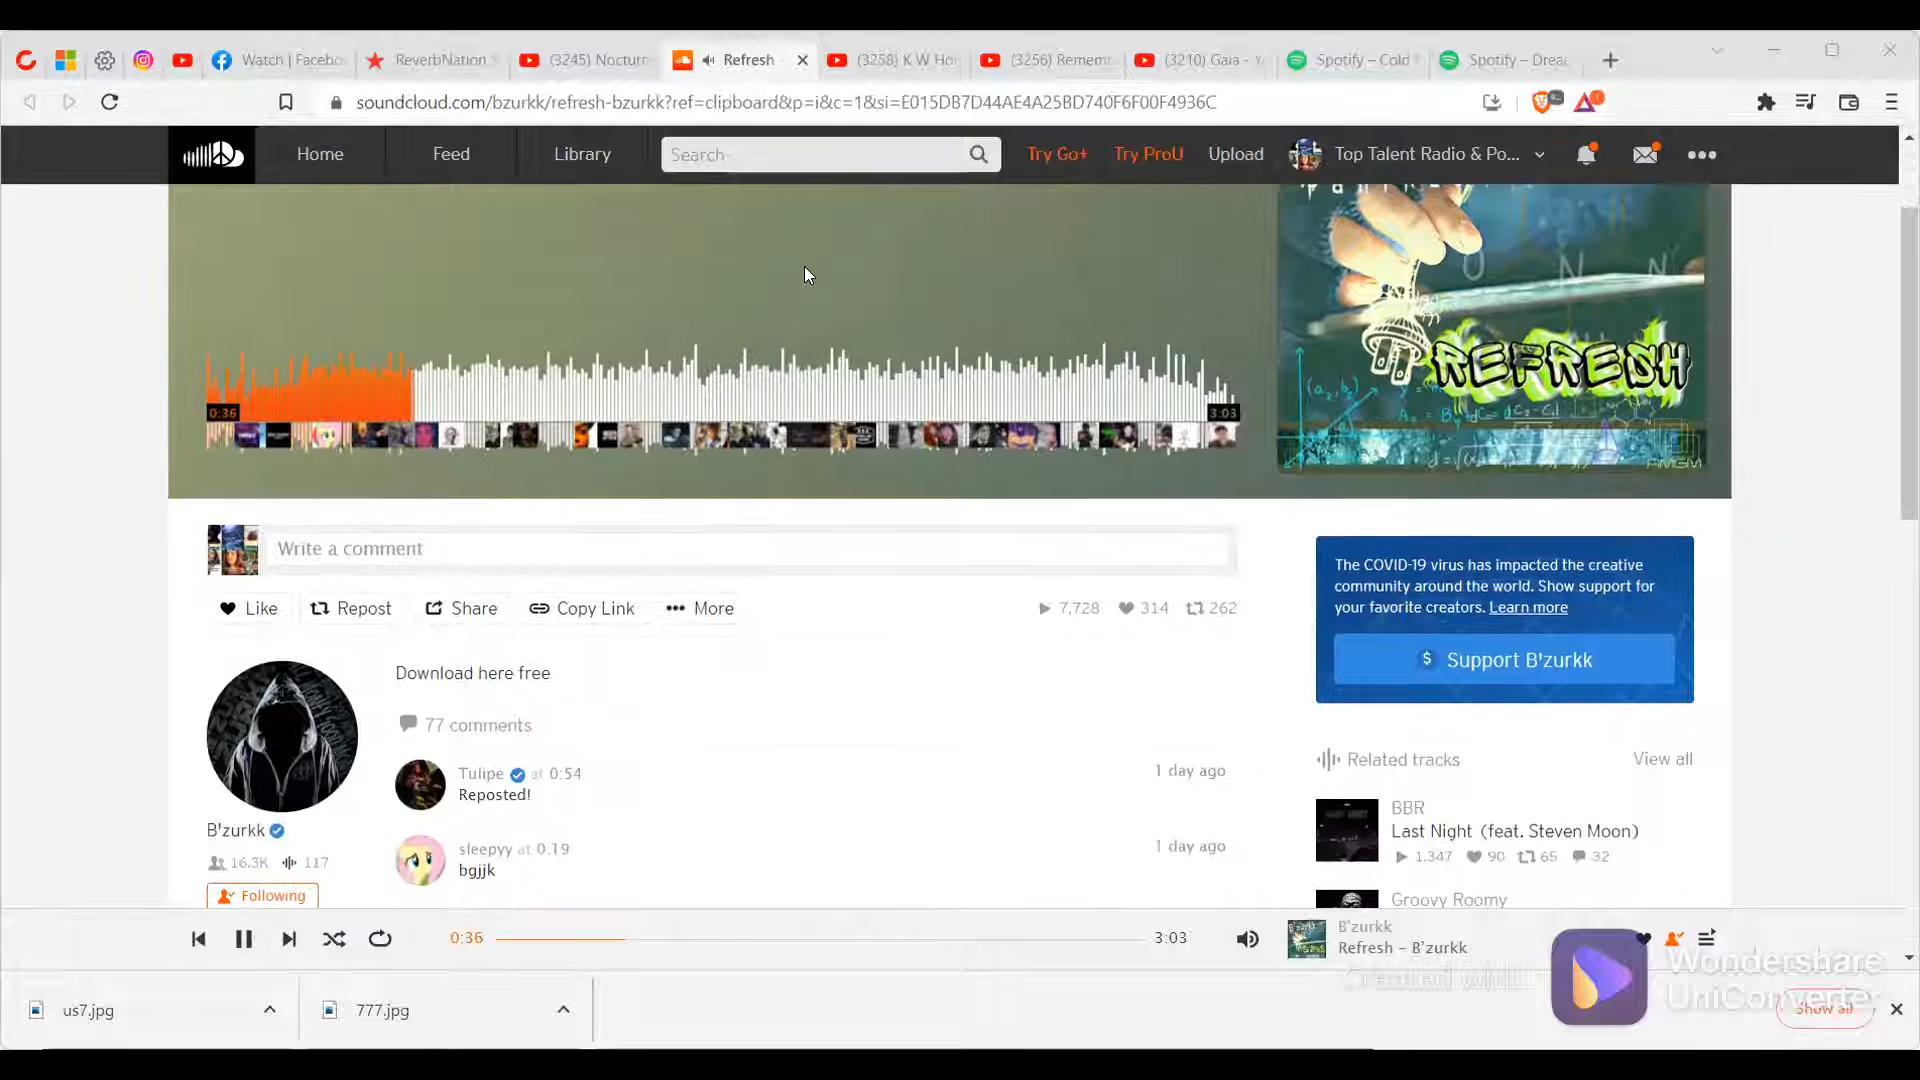 Watch | Facebo
ReverbNation
(3245) Nocturn
Refresh
(3258) K W Ho
(3256) Remem
(3210) Gaia -
Spotify – Cold
Spotify – Drea
soundcloud.com/bzurkk/refresh-bzurkk?ref=clipboard&p=i&c=1&si=E015DB7D44AE4A25BD740F6F00F4936C
Home
Feed
Library
Search
Try Go+
Try ProU
Upload
Top Talent Radio & Po...
REFRESH
0:36
3:03
Write a comment
Like
Repost
Share
Copy Link
More
7,728
314
262
The COVID-19 virus has impacted the creative
community around the world. Show support for
your favorite creators. Learn more
Support B'zurkk
Download here free
77 comments
Tulipe at 0:54
Reposted!
1 day ago
sleepyy at 0:19
bgjjk
1 day ago
B'zurkk
16.3K 117
Following
Related tracks
View all
BBR
Last Night (feat. Steven Moon)
1,347 90 65 32
Groovy Roomy
0:36
3:03
B'zurkk
Refresh – B'zurkk
us7.jpg
777.jpg
Wondershare
UniConverter
Show all